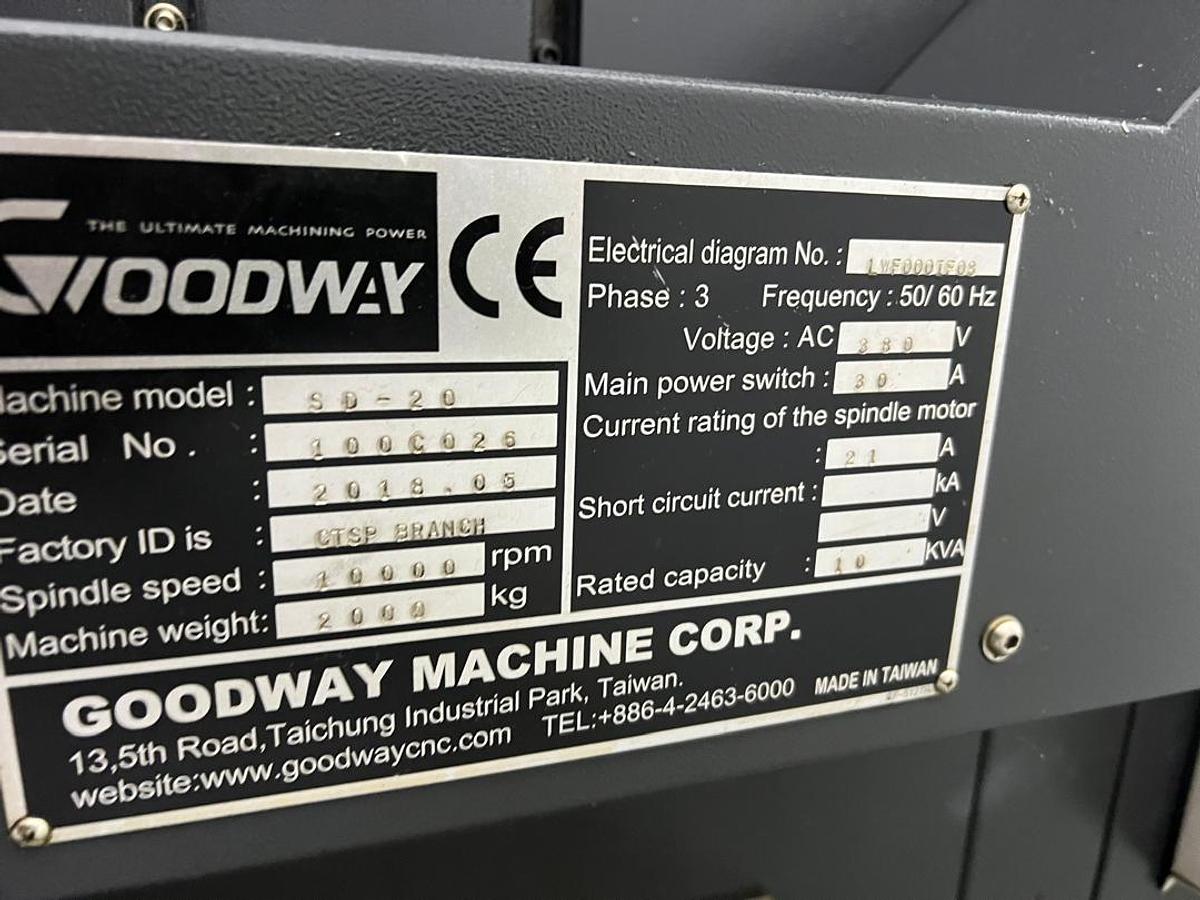 THE ULTIMATE MACHINING POWER
GOODWAY
CE
Machine model : SD-20
Serial No. : 100C026
Date : 2018.05
Factory ID is : CTSP BRANCH
Spindle speed : 10000 rpm
Machine weight: 2000 kg
Electrical diagram No. :
Phase : 3 Frequency : 50/60 Hz
Voltage : AC 380 V
Main power switch : 30 A
Current rating of the spindle motor
: 21 A
Short circuit current : kA
V
Rated capacity : 10 KVA
GOODWAY MACHINE CORP.
13,5th Road,Taichung Industrial Park, Taiwan.
website:www.goodwaycnc.com TEL:+886-4-2463-6000 MADE IN TAIWAN